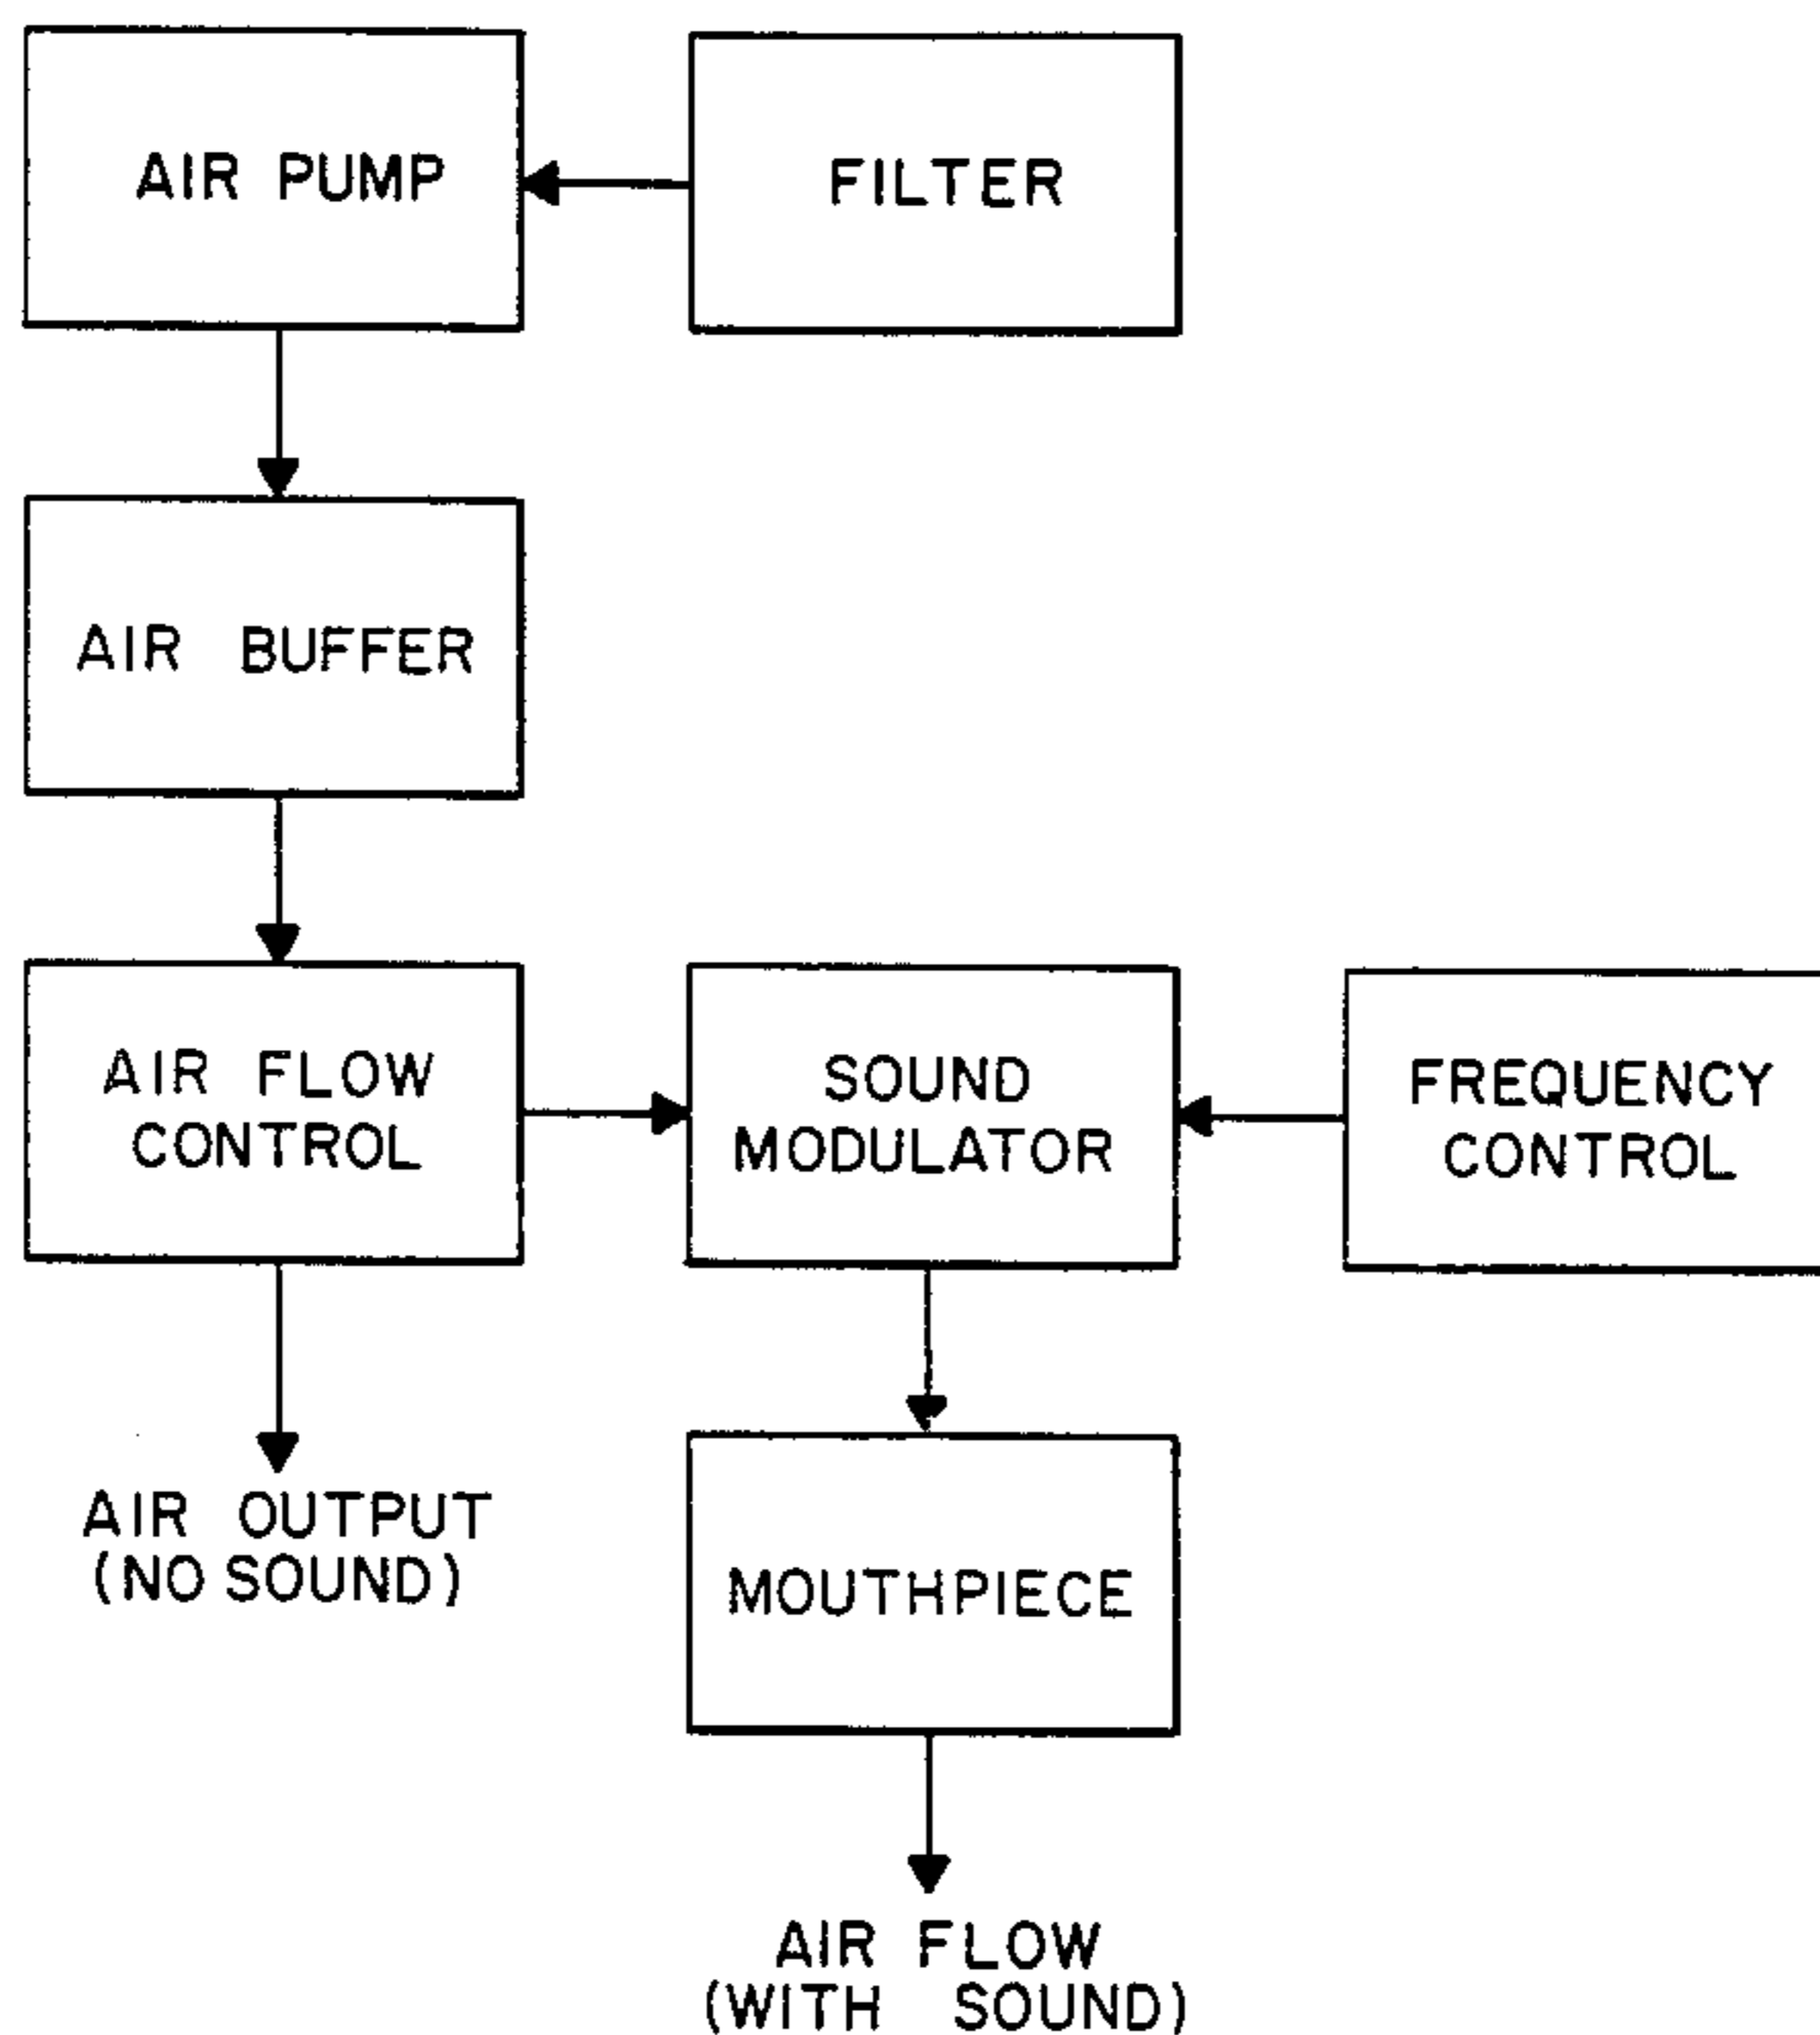 AIR PUMP
FILTER
AIR BUFFER
AIR FLOW
CONTROL
SOUND
MODULATOR
FREQUENCY
CONTROL
AIR OUTPUT
(NO SOUND)
MOUTHPIECE
AIR FLOW
(WITH SOUND)